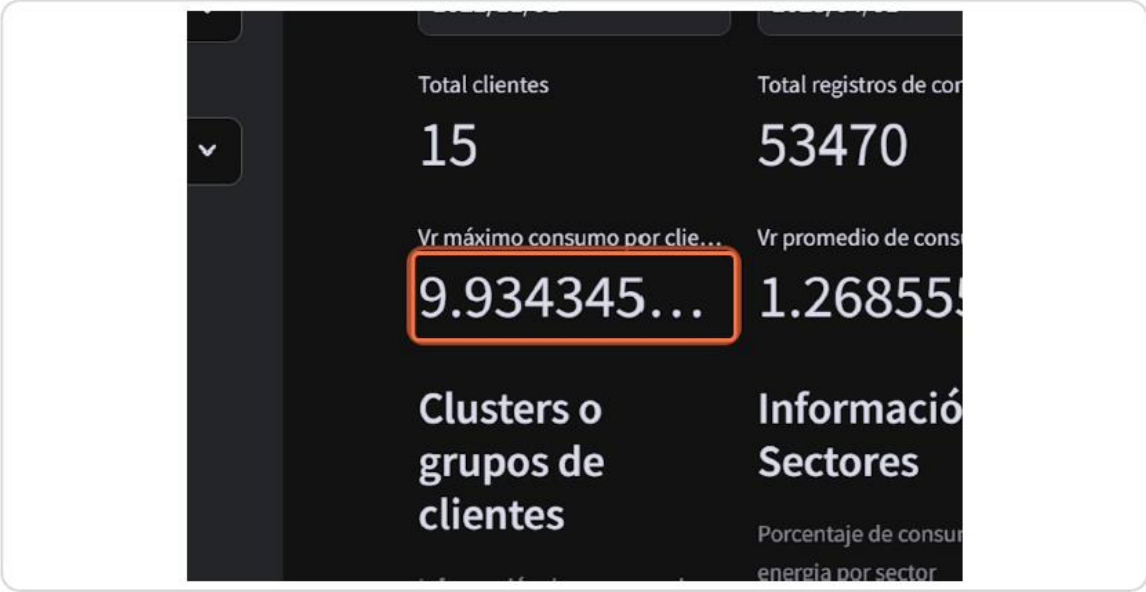 Total clientes
15
Total registros de con
53470
Vr máximo consumo por clie...
9.934345...
Vr promedio de cons
1.268555
Clusters o
grupos de
clientes
Informació
Sectores
Porcentaje de consu
energia por sector